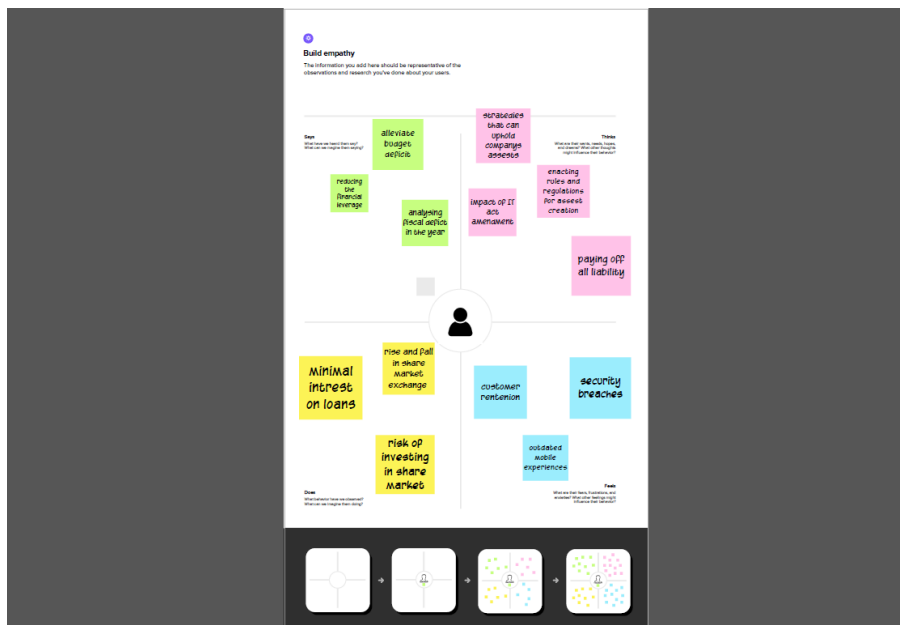 Build empathy
The information you add here should be representative of the
observations and research you've done about your users.
Says
What have we heard them say?
What can we imagine them saying?
alleviate
budget
deficit
reducing
the
financial
leverage
analysing
fiscal deficit
in the year
strategies
that can
uphold
companys
assests
Thinks
What are their wants, needs, hopes,
and dreams? What other thoughts
might influence their behavior?
enacting
rules and
regulations
for assest
creation
impact of IT
act
amendment
paying off
all liability
Minimal
intrest
on loans
rise and fall
in share
market
exchange
risk of
investing
in share
market
Does
What behavior have we observed?
What can we imagine them doing?
customer
rentenion
security
breaches
outdated
mobile
experiences
Feels
What are their fears, frustrations, and
anxieties? What other feelings might
influence their behavior?